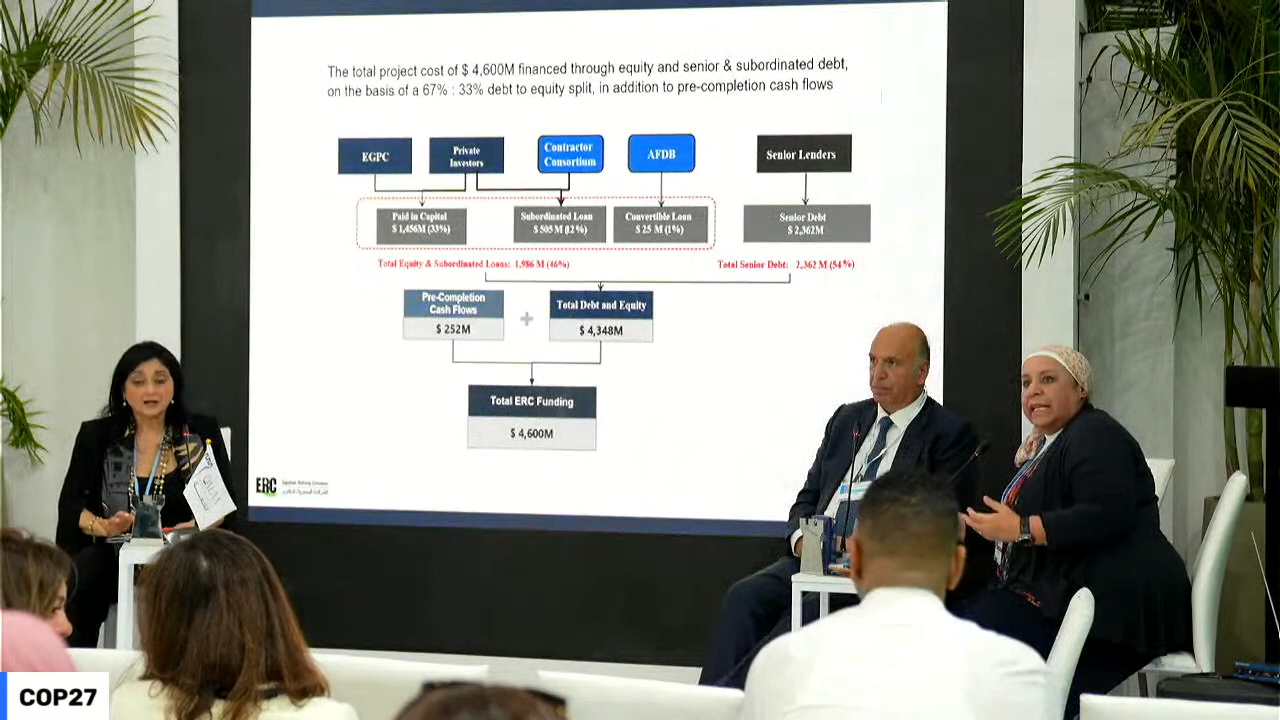 The total project cost of $ 4,600M financed through equity and senior & subordinated debt,
on the basis of a 67% : 33% debt to equity split, in addition to pre-completion cash flows
EGPC
Private
Investors
Contractor
Consortium
AFDB
Senior Lenders
Paid in Capital
$ 1,456M (33%)
Subordinated Loan
$ 505 M (12%)
Convertible Loan
$ 25 M (1%)
Senior Debt
$ 2,362M
Total Equity & Subordinated Loans: 1,986 M (46%)
Total Senior Debt: 2,362 M (54%)
Pre-Completion
Cash Flows
$ 252M
+
Total Debt and Equity
$ 4,348M
Total ERC Funding
$ 4,600M
ERC
Egyptian Refining Company
COP27